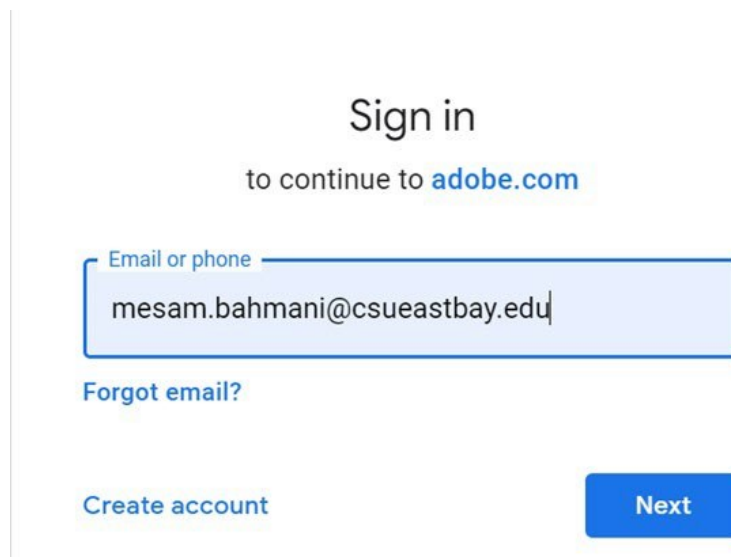 Sign in
to continue to adobe.com
Email or phone
mesam.bahmani@csueastbay.edu
Forgot email?
Create account
Next